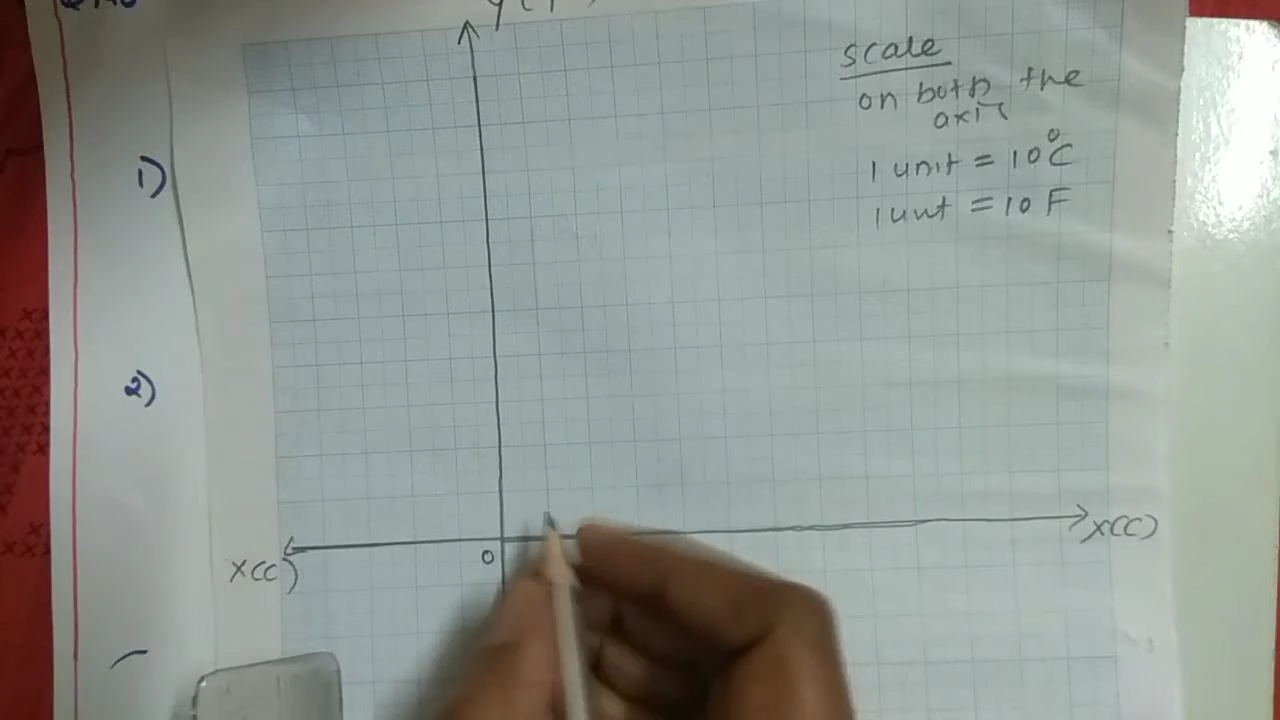 scale
on both the
axis
1)
1 unit = 10°C
1 unit = 10 F
2)
X(C)
0
X(C)